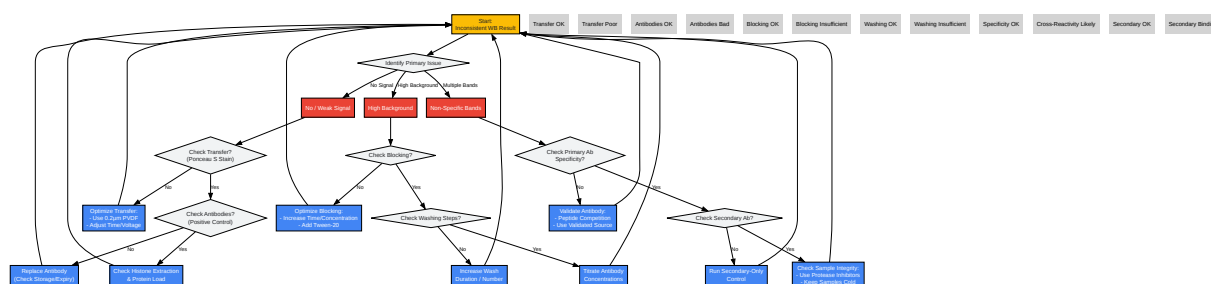 Start:
Inconsistent WB Result
Transfer OK
Transfer Poor
Antibodies OK
Antibodies Bad
Blocking OK
Blocking Insufficient
Washing OK
Washing Insufficient
Specificity OK
Cross-Reactivity Likely
Secondary OK
Secondary Bindi
Identify Primary Issue
No Signal
High Background
Multiple Bands
No / Weak Signal
High Background
Non-Specific Bands
Check Transfer?
(Ponceau S Stain)
Check Blocking?
Check Primary Ab
Specificity?
No
Yes
No
Yes
No
Yes
Optimize Transfer:
- Use 0.2μm PVDF
- Adjust Time/Voltage
Check Antibodies?
(Positive Control)
Optimize Blocking:
- Increase Time/Concentration
- Add Tween-20
Check Washing Steps?
Validate Antibody:
- Peptide Competition
- Use Validated Source
Check Secondary Ab?
No
Yes
No
Yes
No
Yes
Replace Antibody
(Check Storage/Expiry)
Check Histone Extraction
& Protein Load
Increase Wash
Duration / Number
Titrate Antibody
Concentrations
Run Secondary-Only
Control
Check Sample Integrity:
- Use Protease Inhibitors
- Keep Samples Cold